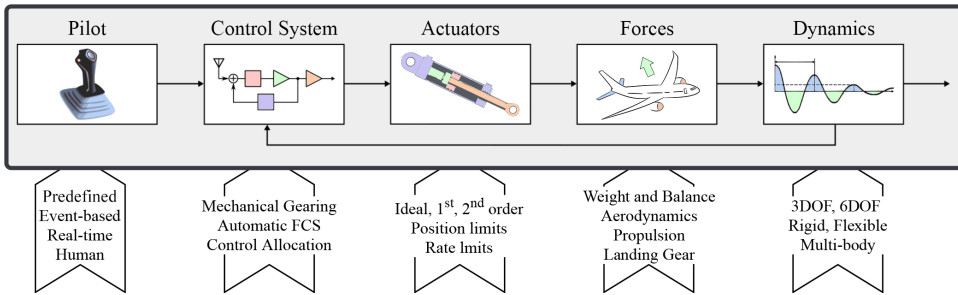 Pilot
Control System
Actuators
Forces
Dynamics
Predefined
Event-based
Real-time
Human
Mechanical Gearing
Automatic FCS
Control Allocation
Ideal, 1st, 2nd order
Position limits
Rate lmits
Weight and Balance
Aerodynamics
Propulsion
Landing Gear
3DOF, 6DOF
Rigid, Flexible
Multi-body